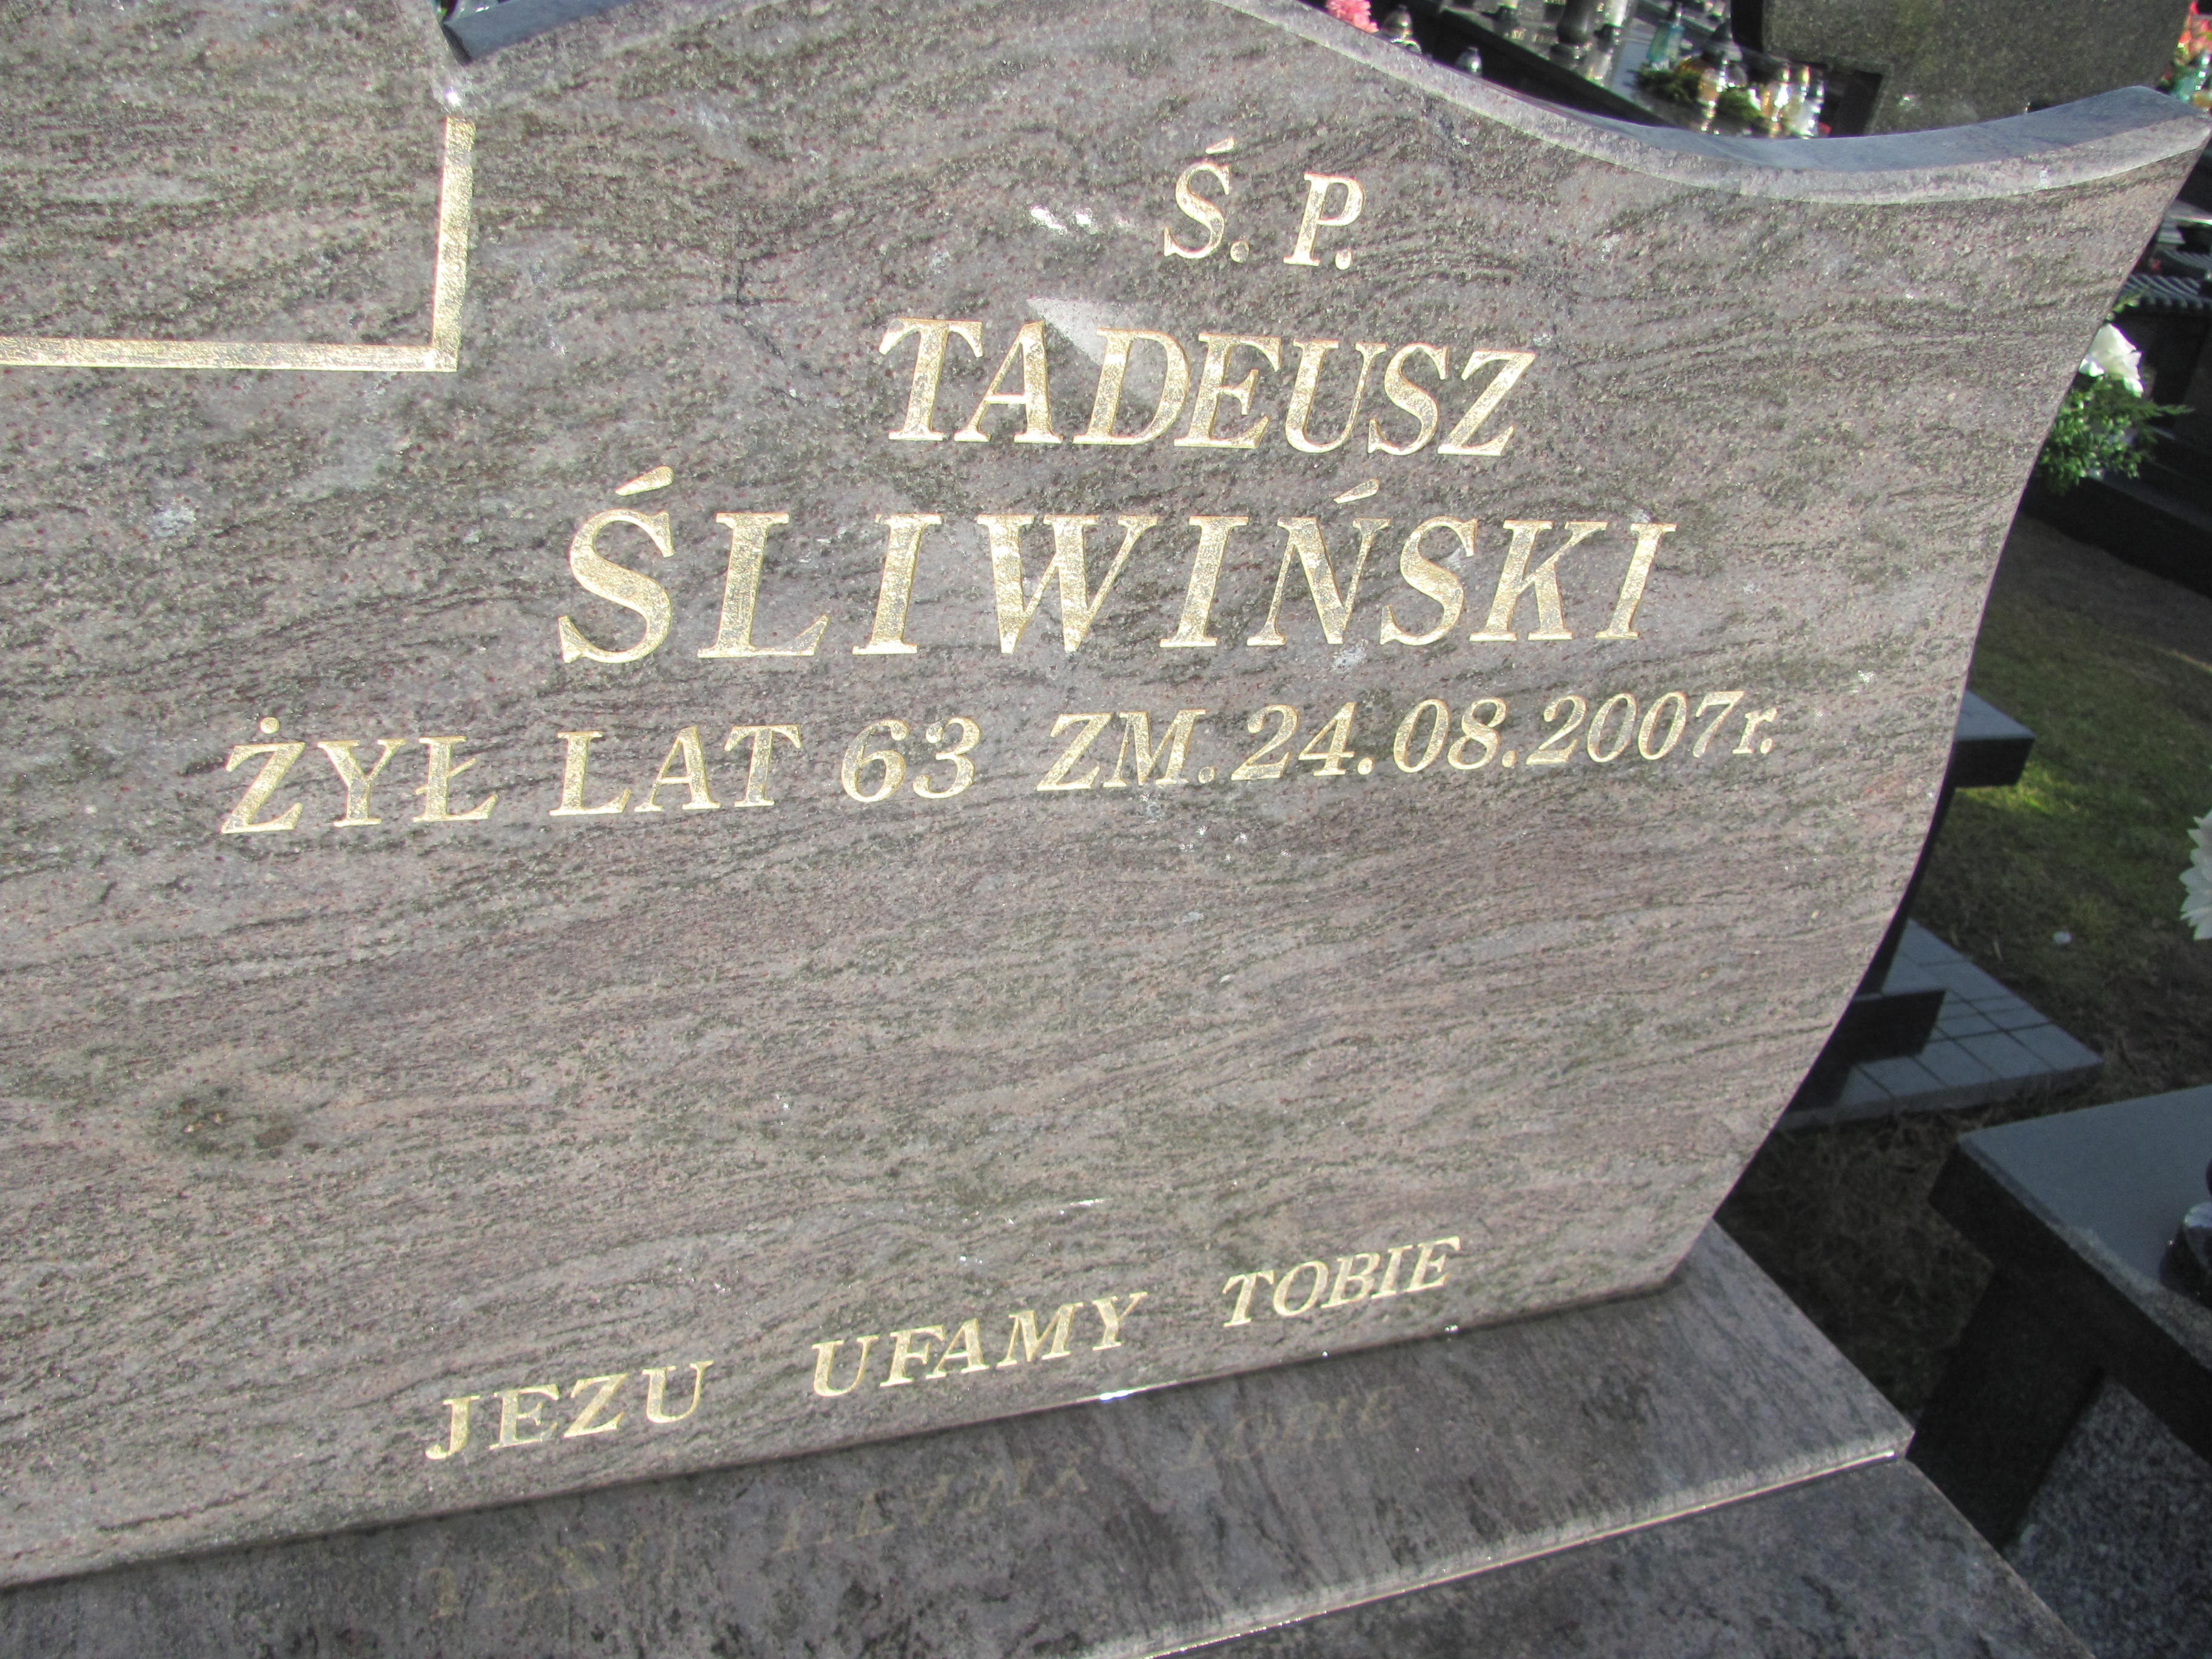 Ś. P.
TADEUSZ
ŚLIWIŃSKI
ŻYŁ LAT 63 ZM. 24.08.2007r.
JEZU UFAMY TOBIE